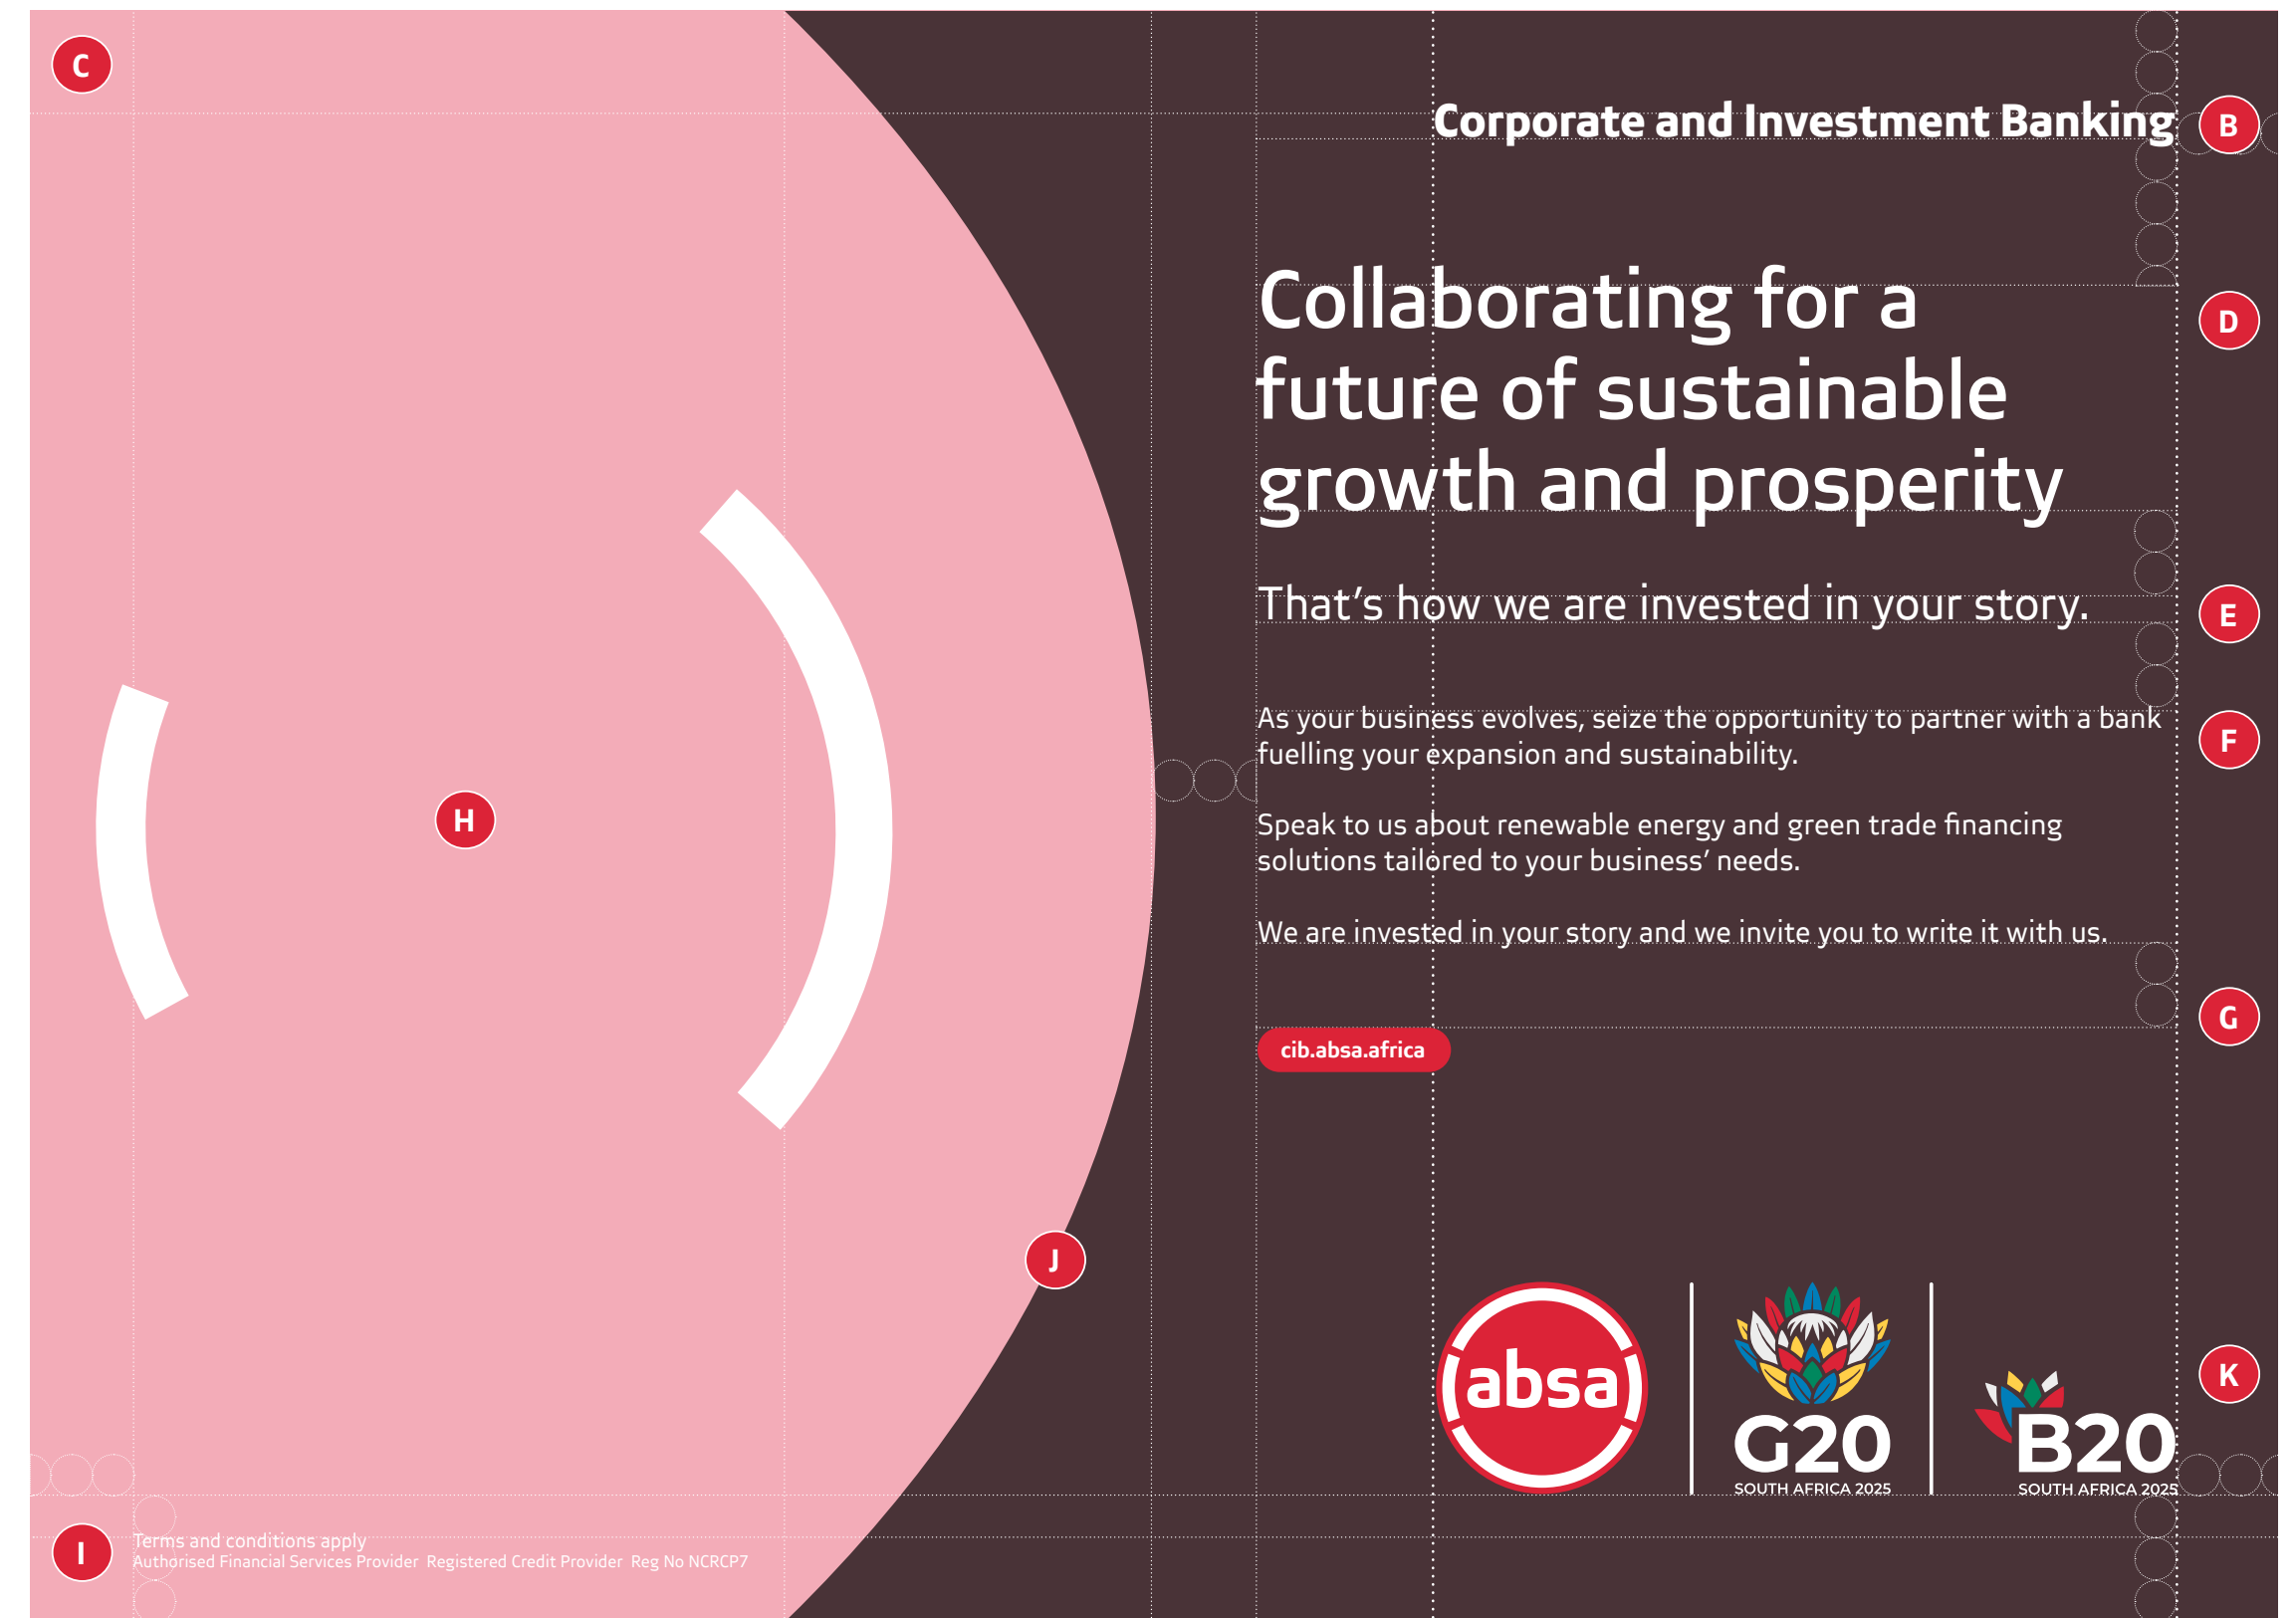 C
Corporate and Investment Banking
B
Collaborating for a
D
future of sustainable
growth and prosperity
That’s how we are invested in your story.
E
As your business evolves, seize the opportunity to partner with a bank
F
fuelling your expansion and sustainability.
H
Speak to us about renewable energy and green trade financing
solutions tailored to your business’ needs.
We are invested in your story and we invite you to write it with us.
G
cib.absa.africa
J
absa
G20
SOUTH AFRICA 2025
B20
SOUTH AFRICA 2025
K
I
Terms and conditions apply
Authorised Financial Services Provider Registered Credit Provider Reg No NCRCP7